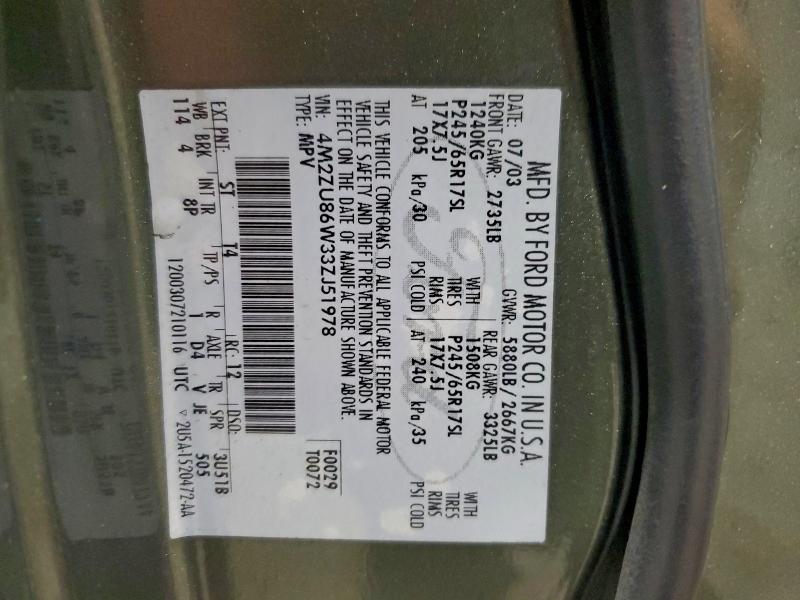 MFD. BY FORD MOTOR CO. IN U.S.A.
DATE: 07/03 GVWR: 5880LB / 2667KG
FRONT GAWR: 2735LB REAR GAWR: 3325LB
1240KG WITH 1508KG WITH
P245/65R17SL TIRES P245/65R17SL TIRES
17X7.5J RIMS 17X7.5J RIMS
AT 205 kPa/30 PSI COLD AT 240 kPa/35 PSI COLD
THIS VEHICLE CONFORMS TO ALL APPLICABLE FEDERAL MOTOR
VEHICLE SAFETY AND THEFT PREVENTION STANDARDS IN
EFFECT ON THE DATE OF MANUFACTURE SHOWN ABOVE.
VIN: 4M2ZU86W33ZJ51978 F0029
TYPE: MPV T0072
EXT PNT: ST T4 RC: 12 DSO: 3U51B
WB BRK INT TR TP/PS R AXLE TR SPR
114 4 8P 1 D4 V JE 505
1200307210116 UTC ▽ 2U5A-1520472-AA